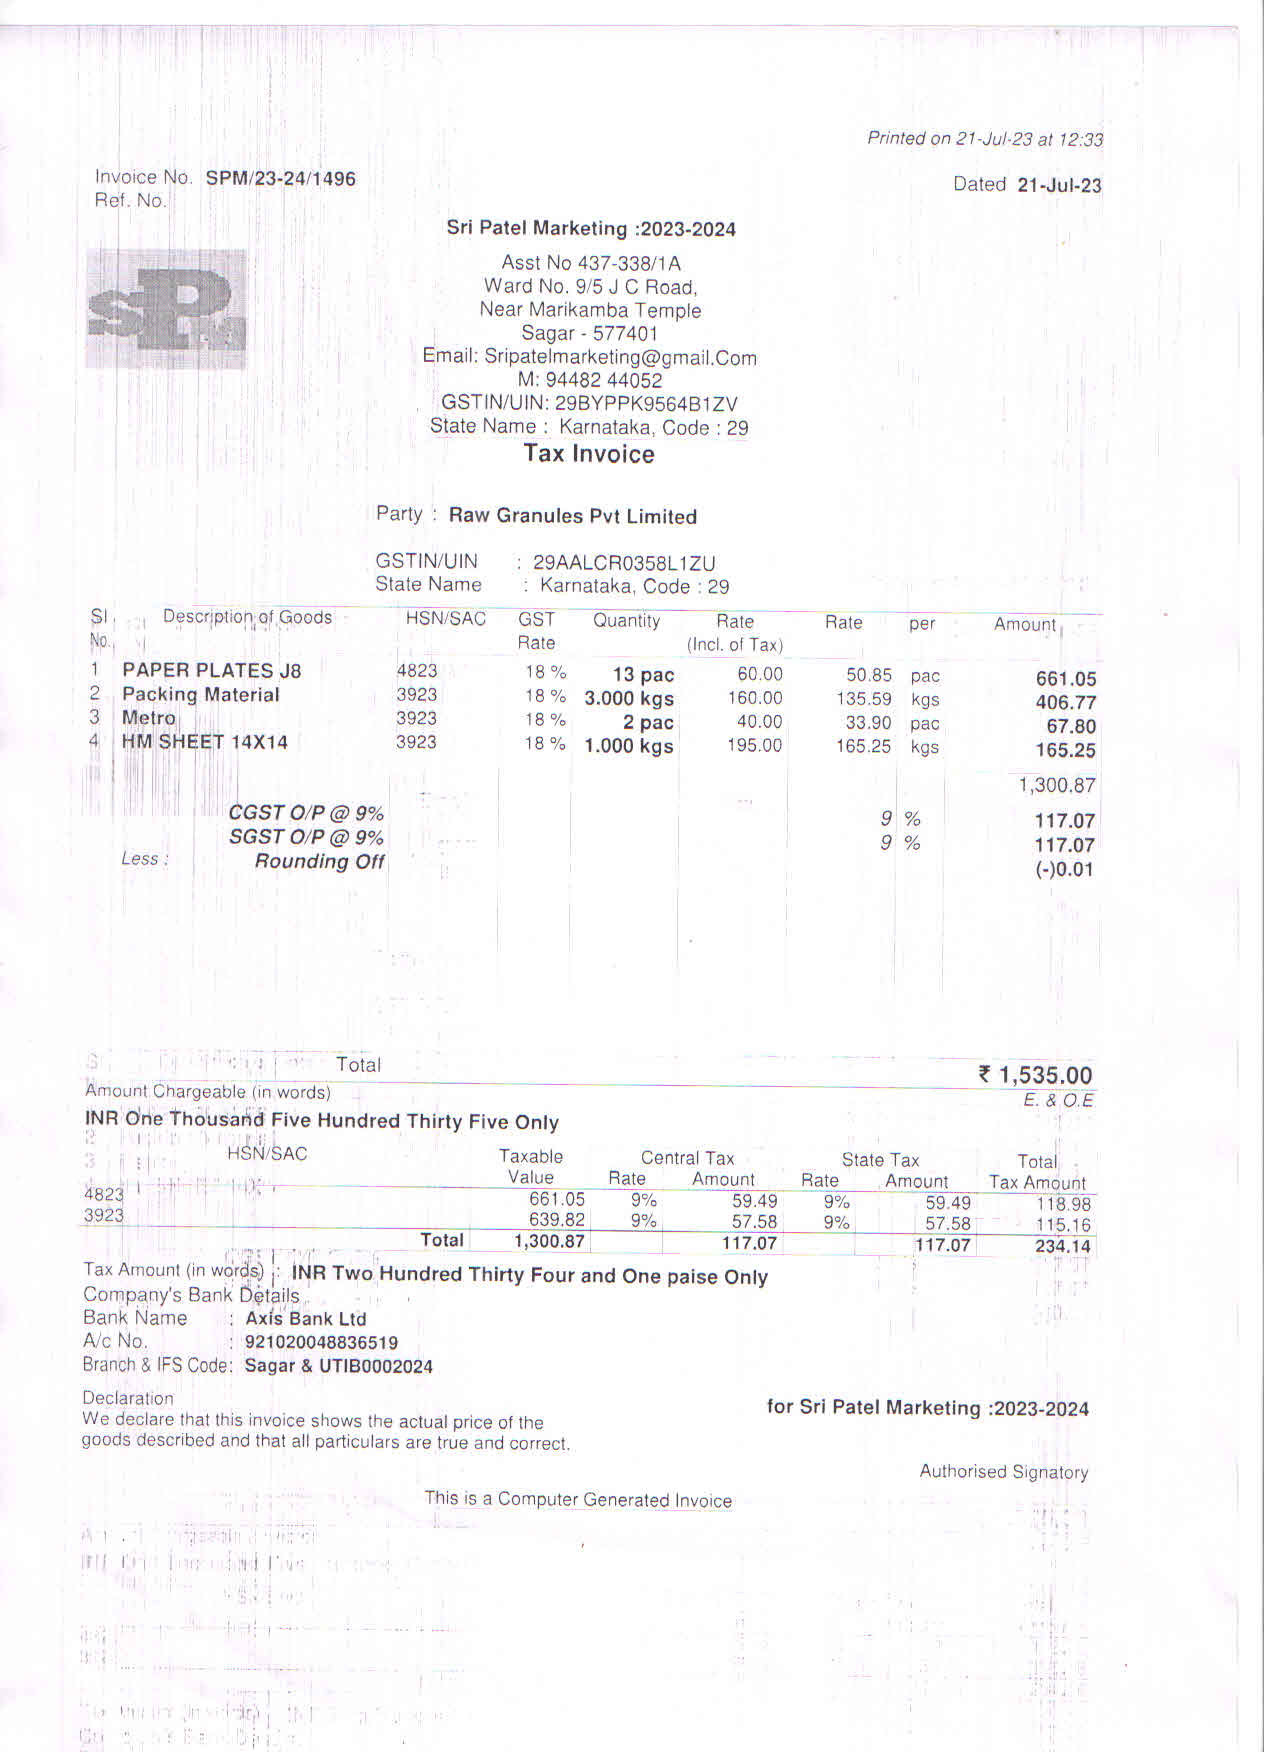 Printed on 21-Jul-23 at 12:33
Invoice No. SPM/23-24/1496
Dated 21-Jul-23
Ref. No.
Sri Patel Marketing :2023-2024
SPM
Asst No 437-338/1A
Ward No. 9/5 J C Road,
Near Marikamba Temple
Sagar - 577401
Email: Sripatelmarketing@gmail.Com
M: 94482 44052
GSTIN/UIN: 29BYPPK9564B1ZV
State Name : Karnataka, Code : 29
Tax Invoice
Party : Raw Granules Pvt Limited
GSTIN/UIN : 29AALCR0358L1ZU
State Name : Karnataka, Code : 29
Sl Description of Goods HSN/SAC GST Quantity Rate Rate per Amount
No. Rate (Incl. of Tax)
1 PAPER PLATES J8 4823 18 % 13 pac 60.00 50.85 pac 661.05
2 Packing Material 3923 18 % 3.000 kgs 160.00 135.59 kgs 406.77
3 Metro 3923 18 % 2 pac 40.00 33.90 pac 67.80
4 HM SHEET 14X14 3923 18 % 1.000 kgs 195.00 165.25 kgs 165.25
1,300.87
CGST O/P @ 9% 9 % 117.07
SGST O/P @ 9% 9 % 117.07
Less : Rounding Off (-)0.01
Total ₹ 1,535.00
Amount Chargeable (in words) E. & O.E
INR One Thousand Five Hundred Thirty Five Only
HSN/SAC Taxable Central Tax State Tax Total
Value Rate Amount Rate Amount Tax Amount
4823 661.05 9% 59.49 9% 59.49 118.98
3923 639.82 9% 57.58 9% 57.58 115.16
Total 1,300.87 117.07 117.07 234.14
Tax Amount (in words) : INR Two Hundred Thirty Four and One paise Only
Company's Bank Details
Bank Name : Axis Bank Ltd
A/c No. : 921020048836519
Branch & IFS Code: Sagar & UTIB0002024
Declaration
We declare that this invoice shows the actual price of the
goods described and that all particulars are true and correct.
for Sri Patel Marketing :2023-2024
Authorised Signatory
This is a Computer Generated Invoice